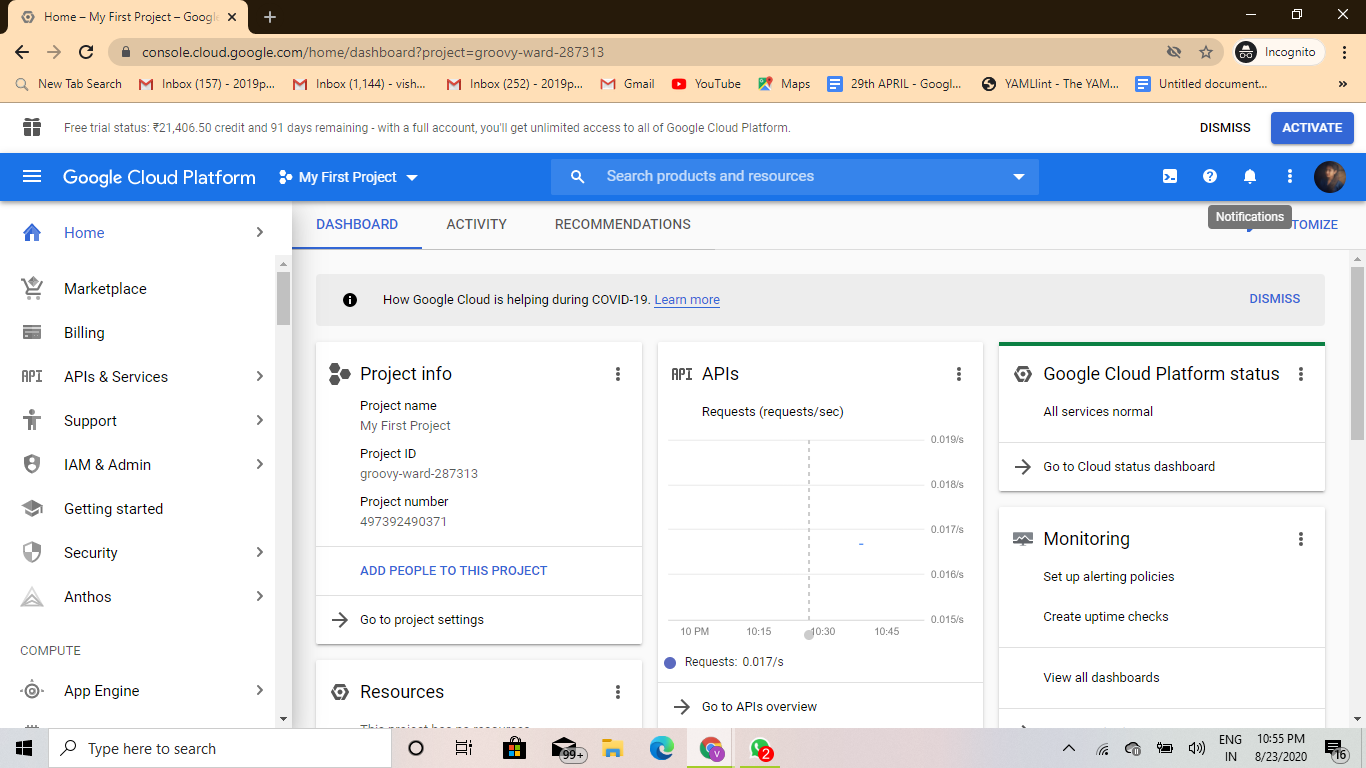 Home – My First Project – Googl
console.cloud.google.com/home/dashboard?project=groovy-ward-287313
Incognito
New Tab Search
Inbox (157) - 2019p...
Inbox (1,144) - vish...
Inbox (252) - 2019p...
Gmail
YouTube
Maps
29th APRIL - Googl...
YAMLlint - The YAM...
Untitled document...
Free trial status: ₹21,406.50 credit and 91 days remaining - with a full account, you'll get unlimited access to all of Google Cloud Platform.
DISMISS
ACTIVATE
Google Cloud Platform
My First Project
Search products and resources
Notifications
TOMIZE
Home
Marketplace
Billing
API
APIs & Services
Support
IAM & Admin
Getting started
Security
Anthos
COMPUTE
App Engine
DASHBOARD
ACTIVITY
RECOMMENDATIONS
How Google Cloud is helping during COVID-19. Learn more
DISMISS
Project info
Project name
My First Project
Project ID
groovy-ward-287313
Project number
497392490371
ADD PEOPLE TO THIS PROJECT
Go to project settings
Resources
This project has no resources
API APIs
Requests (requests/sec)
0.019/s
0.018/s
0.017/s
0.016/s
0.015/s
10 PM
10:15
10:30
10:45
Requests: 0.017/s
Go to APIs overview
Google Cloud Platform status
All services normal
Go to Cloud status dashboard
Monitoring
Set up alerting policies
Create uptime checks
View all dashboards
Type here to search
99+
V
2
ENG
IN
10:55 PM
8/23/2020
16